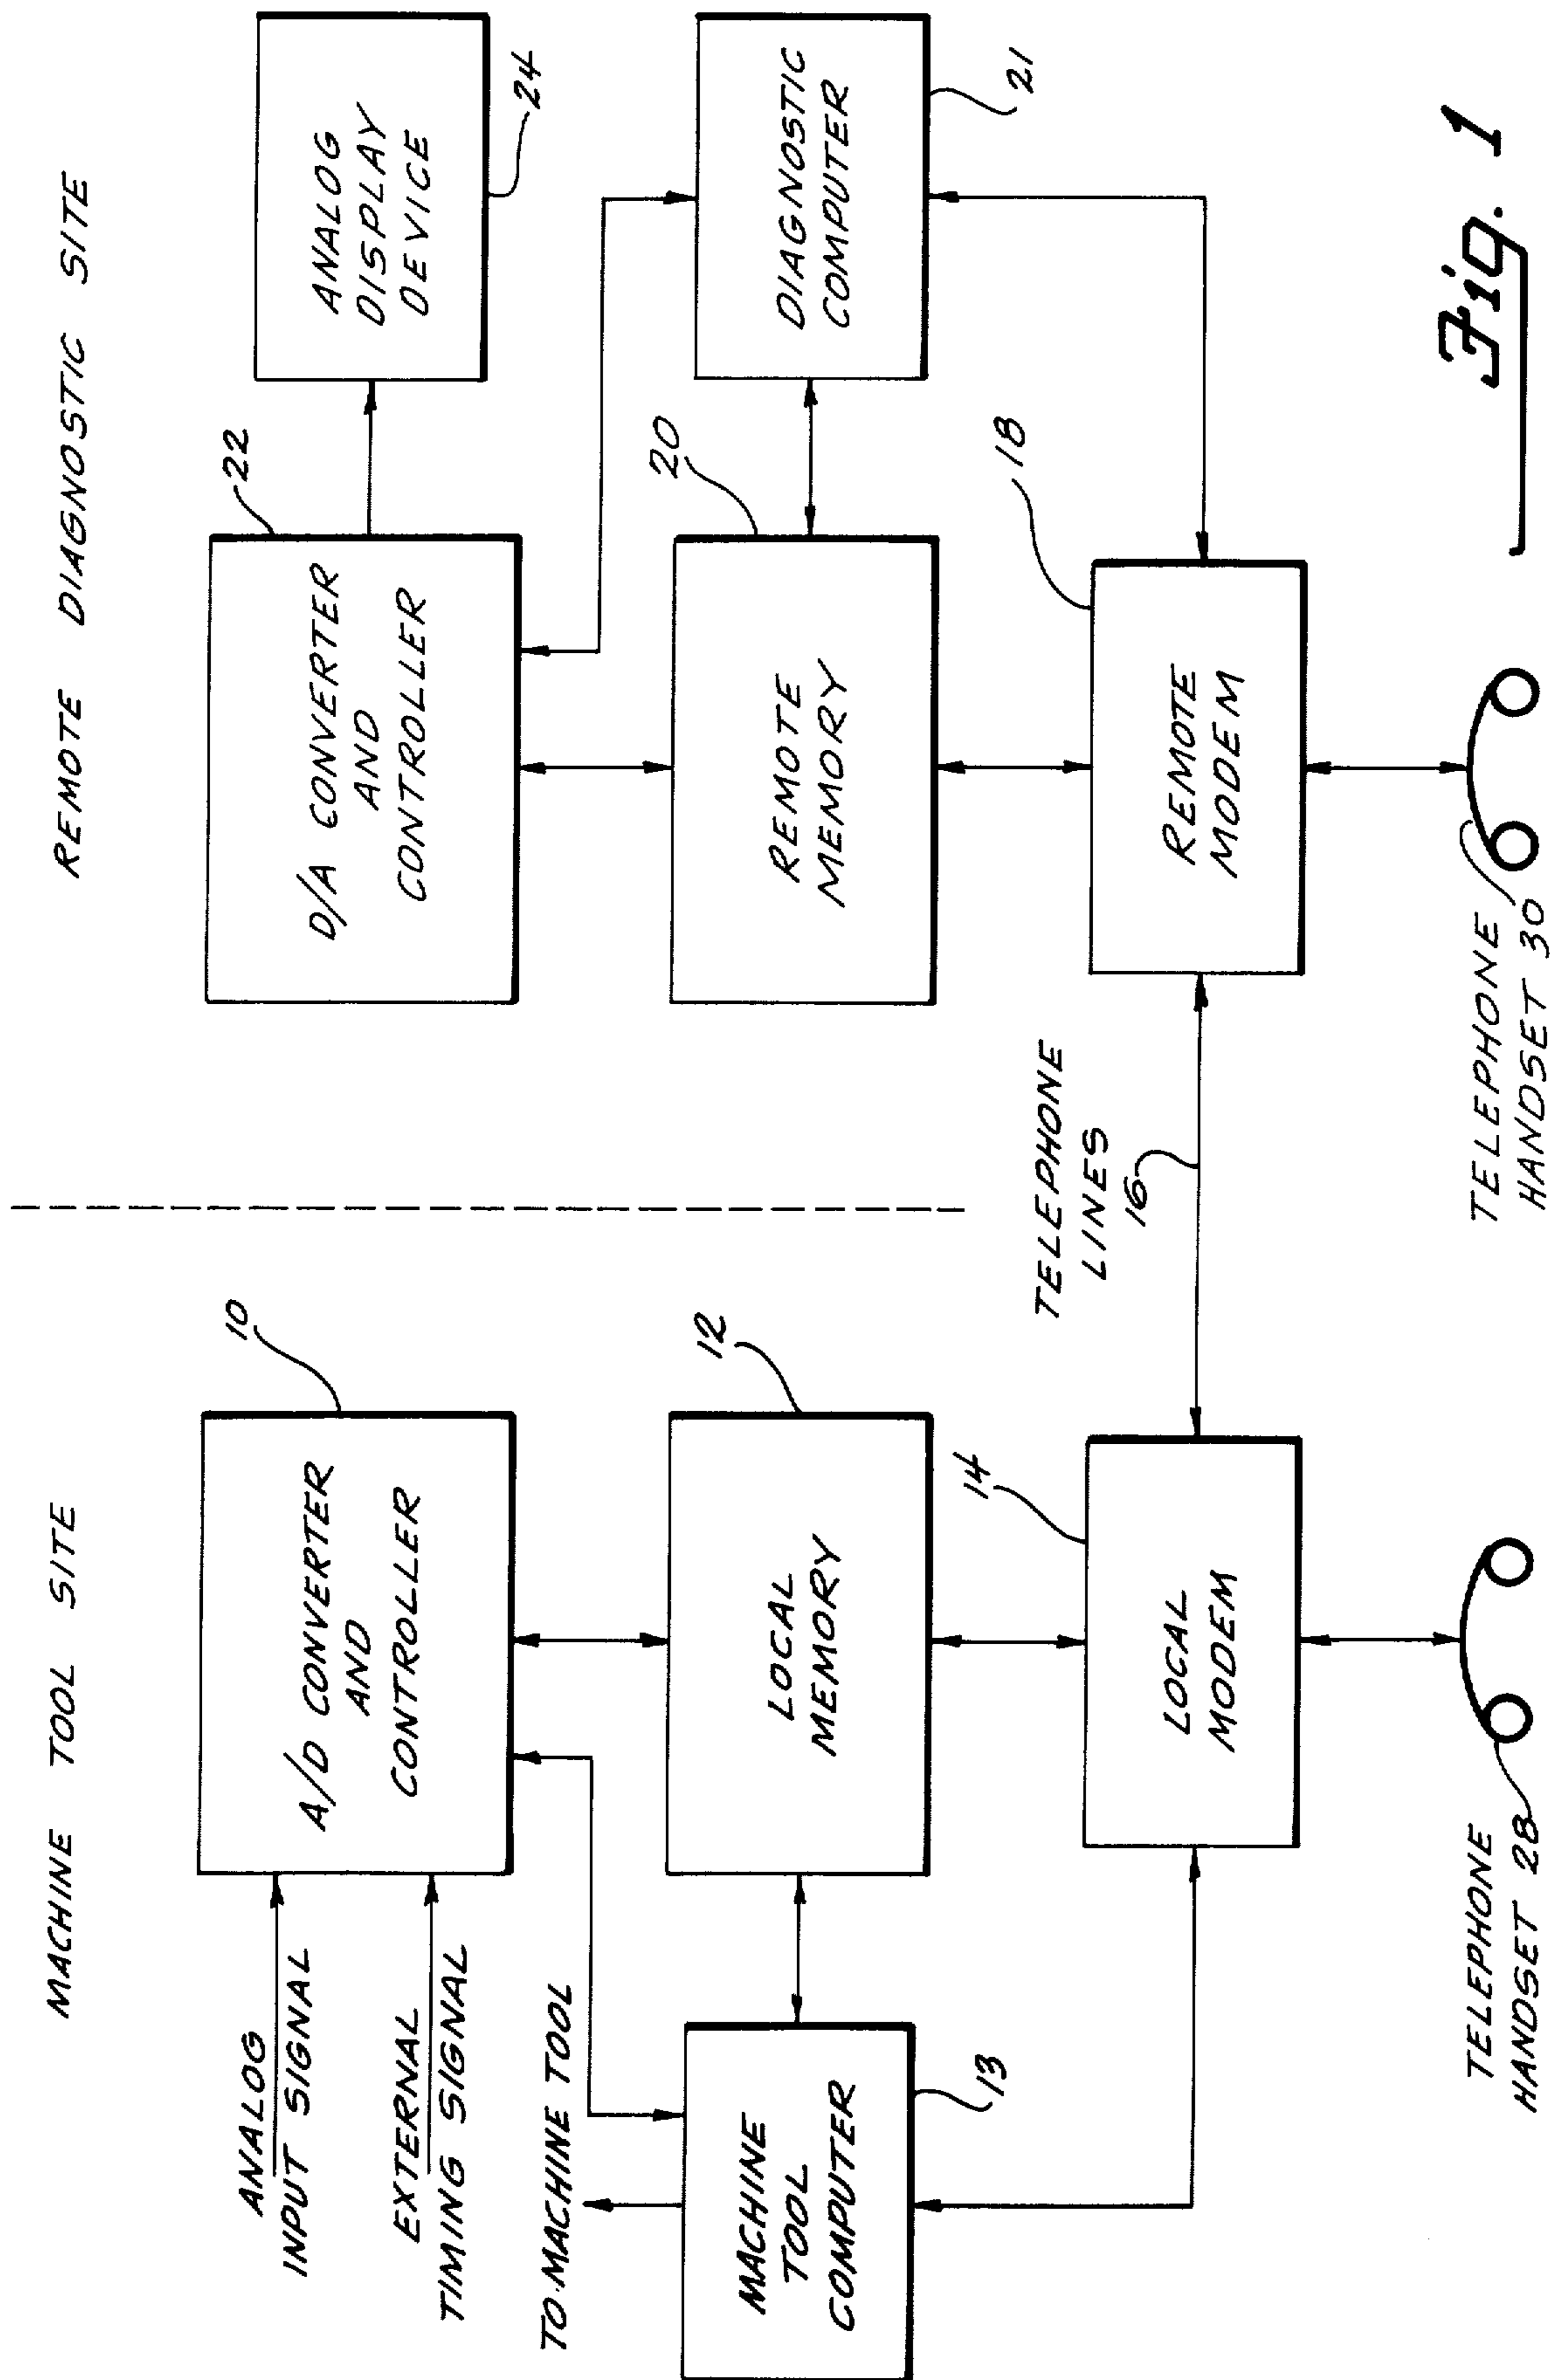 MACHINE TOOL SITE
REMOTE DIAGNOSTIC SITE
ANALOG
INPUT SIGNAL
EXTERNAL
TIMING SIGNAL
TO MACHINE TOOL
A/D CONVERTER
AND
CONTROLLER
10
LOCAL
MEMORY
12
MACHINE
TOOL
COMPUTER
13
LOCAL
MODEM
14
TELEPHONE
HANDSET 28
TELEPHONE
LINES
16
D/A CONVERTER
AND
CONTROLLER
22
ANALOG
DISPLAY
DEVICE
24
REMOTE
MEMORY
20
DIAGNOSTIC
COMPUTER
21
REMOTE
MODEM
18
TELEPHONE
HANDSET 30
Fig. 1